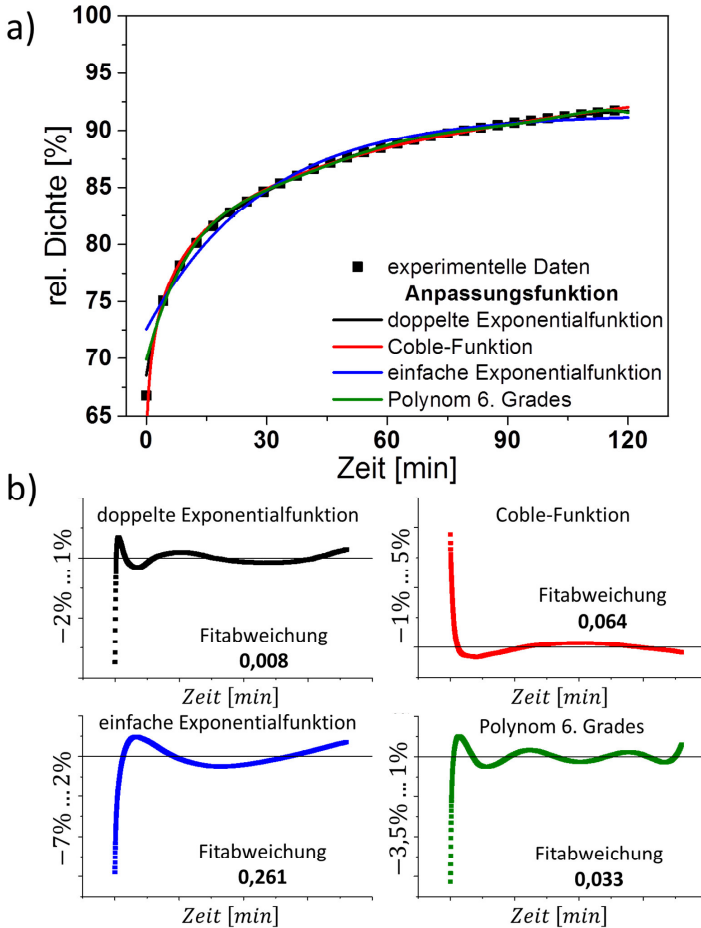 a)
100
95
90
85
80
75
70
65
rel. Dichte [%]
experimentelle Daten
Anpassungsfunktion
doppelte Exponentialfunktion
Coble-Funktion
einfache Exponentialfunktion
Polynom 6. Grades
0 30 60 90 120
Zeit [min]
b)
doppelte Exponentialfunktion
−2% ... 1%
Fitabweichung
0,008
Zeit [min]
Coble-Funktion
−1% ... 5%
Fitabweichung
0,064
Zeit [min]
einfache Exponentialfunktion
−7% ... 2%
Fitabweichung
0,261
Zeit [min]
Polynom 6. Grades
−3,5% ... 1%
Fitabweichung
0,033
Zeit [min]